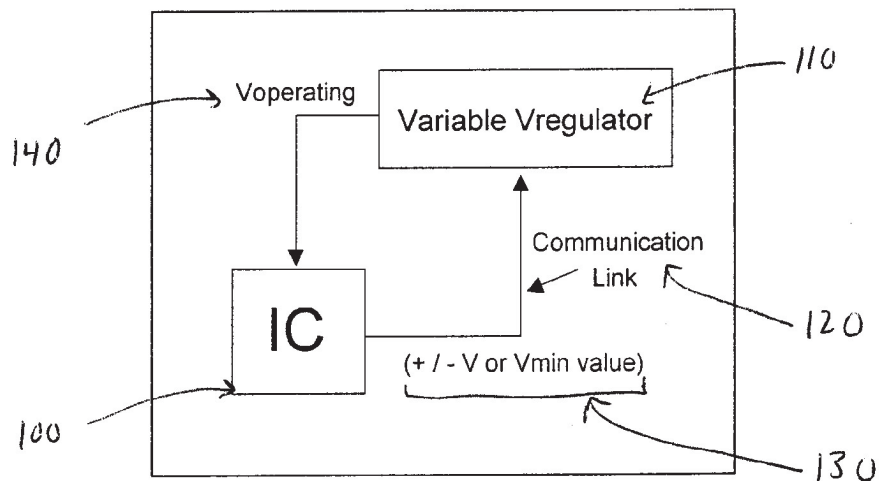 110
Voperating
Variable Vregulator
140
Communication
Link
IC
120
(+ / - V or Vmin value)
100
130